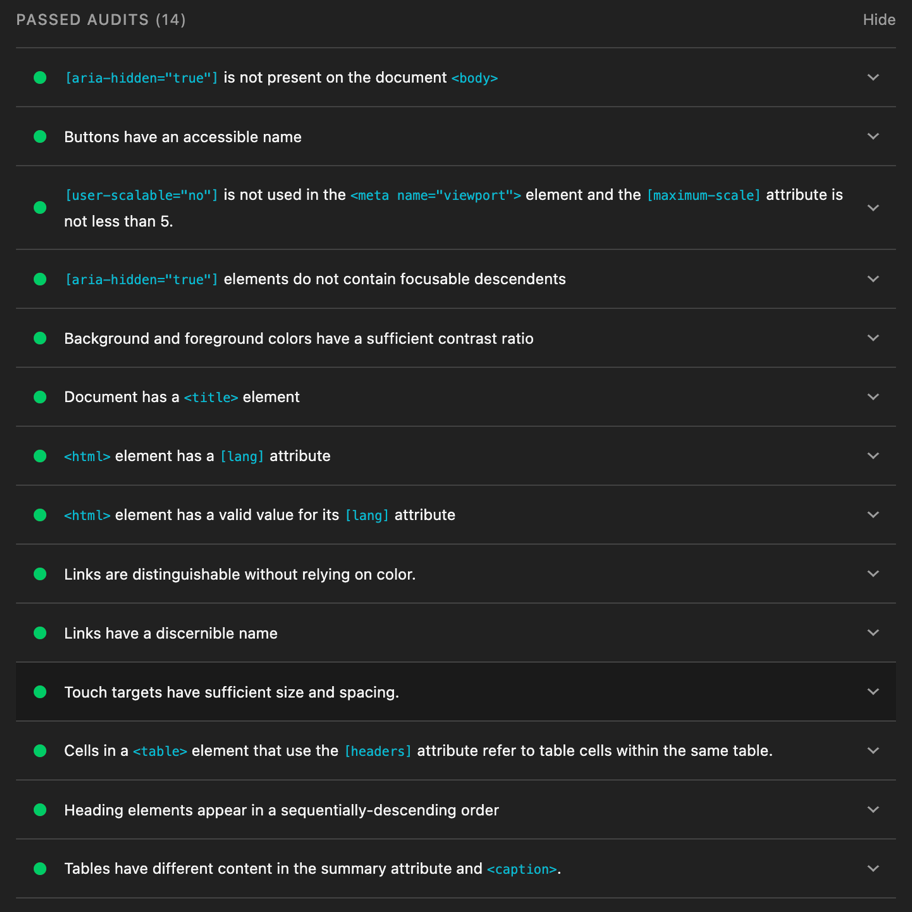 PASSED AUDITS (14)
Hide
[aria-hidden="true"] is not present on the document <body>
Buttons have an accessible name
[user-scalable="no"] is not used in the <meta name="viewport"> element and the [maximum-scale] attribute is
not less than 5.
[aria-hidden="true"] elements do not contain focusable descendents
Background and foreground colors have a sufficient contrast ratio
Document has a <title> element
<html> element has a [lang] attribute
<html> element has a valid value for its [lang] attribute
Links are distinguishable without relying on color.
Links have a discernible name
Touch targets have sufficient size and spacing.
Cells in a <table> element that use the [headers] attribute refer to table cells within the same table.
Heading elements appear in a sequentially-descending order
Tables have different content in the summary attribute and <caption>.